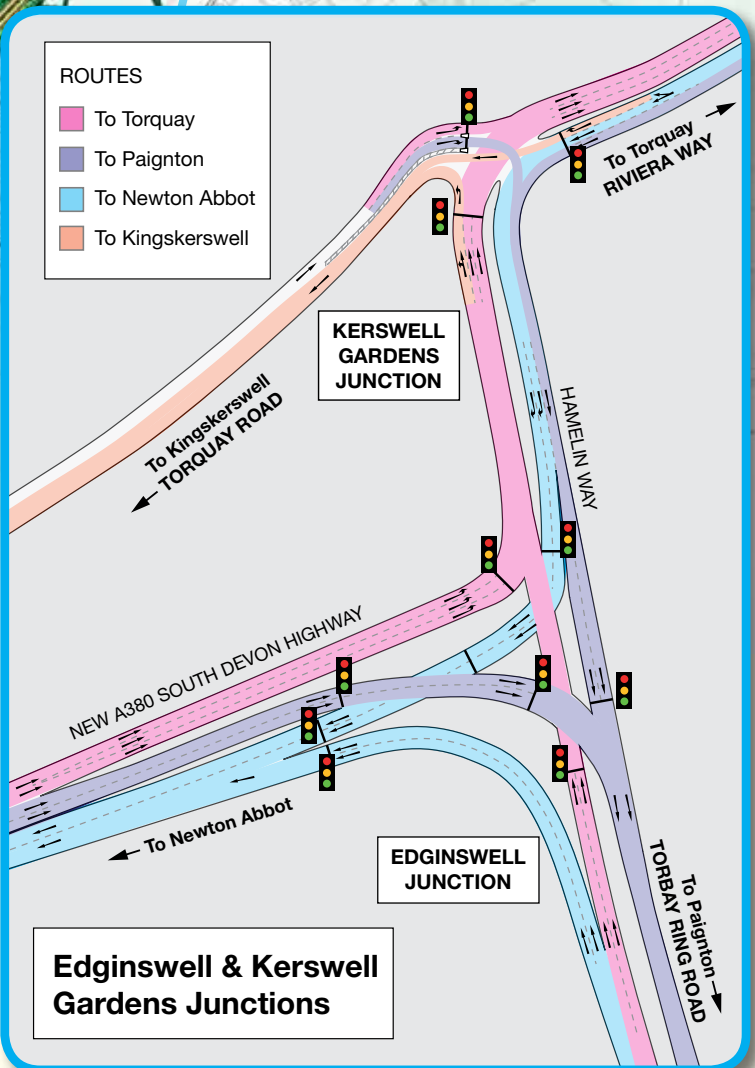 ROUTES
To Torquay
To Paignton
To Newton Abbot
To Kingskerswell
To Torquay
RIVIERA WAY
KERSWELL
GARDENS
JUNCTION
To Kingskerswell
TORQUAY ROAD
HAMELIN WAY
NEW A380 SOUTH DEVON HIGHWAY
To Newton Abbot
EDGINSWELL
JUNCTION
To Paignton
TORBAY RING ROAD
Edginswell & Kerswell
Gardens Junctions